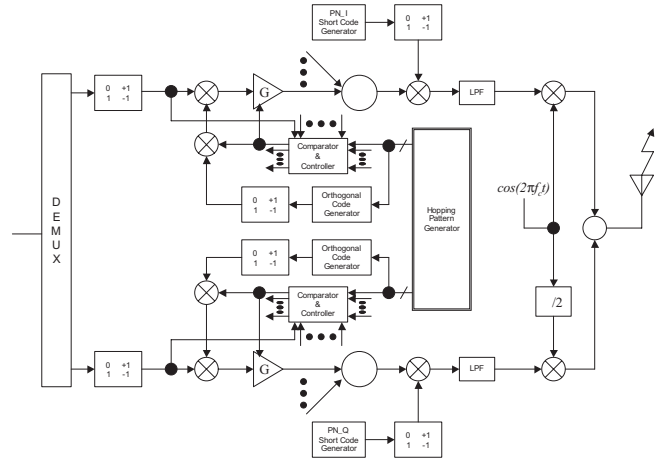 PN_I
Short Code
Generator
0 +1
1 -1
0 +1
1 -1
G
LPF
DEMUX
Comparator
&
Controller
0 +1
1 -1
Orthogonal
Code
Generator
Hopping
Pattern
Generator
cos(2πf_c t)
0 +1
1 -1
Orthogonal
Code
Generator
Comparator
&
Controller
/2
0 +1
1 -1
G
LPF
PN_Q
Short Code
Generator
0 +1
1 -1